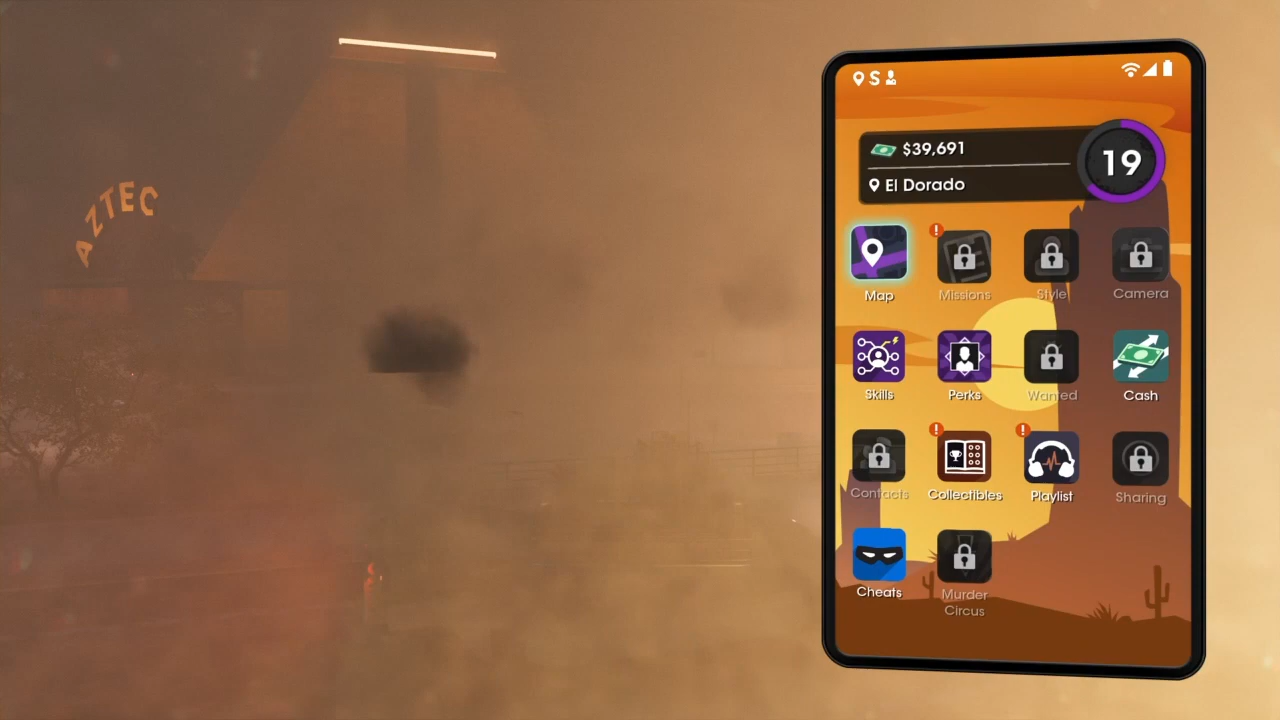 AZTEC
$39,691
19
El Dorado
Map
Missions
Style
Camera
Skills
Perks
Wanted
Cash
Contacts
Collectibles
Playlist
Sharing
Cheats
Murder
Circus